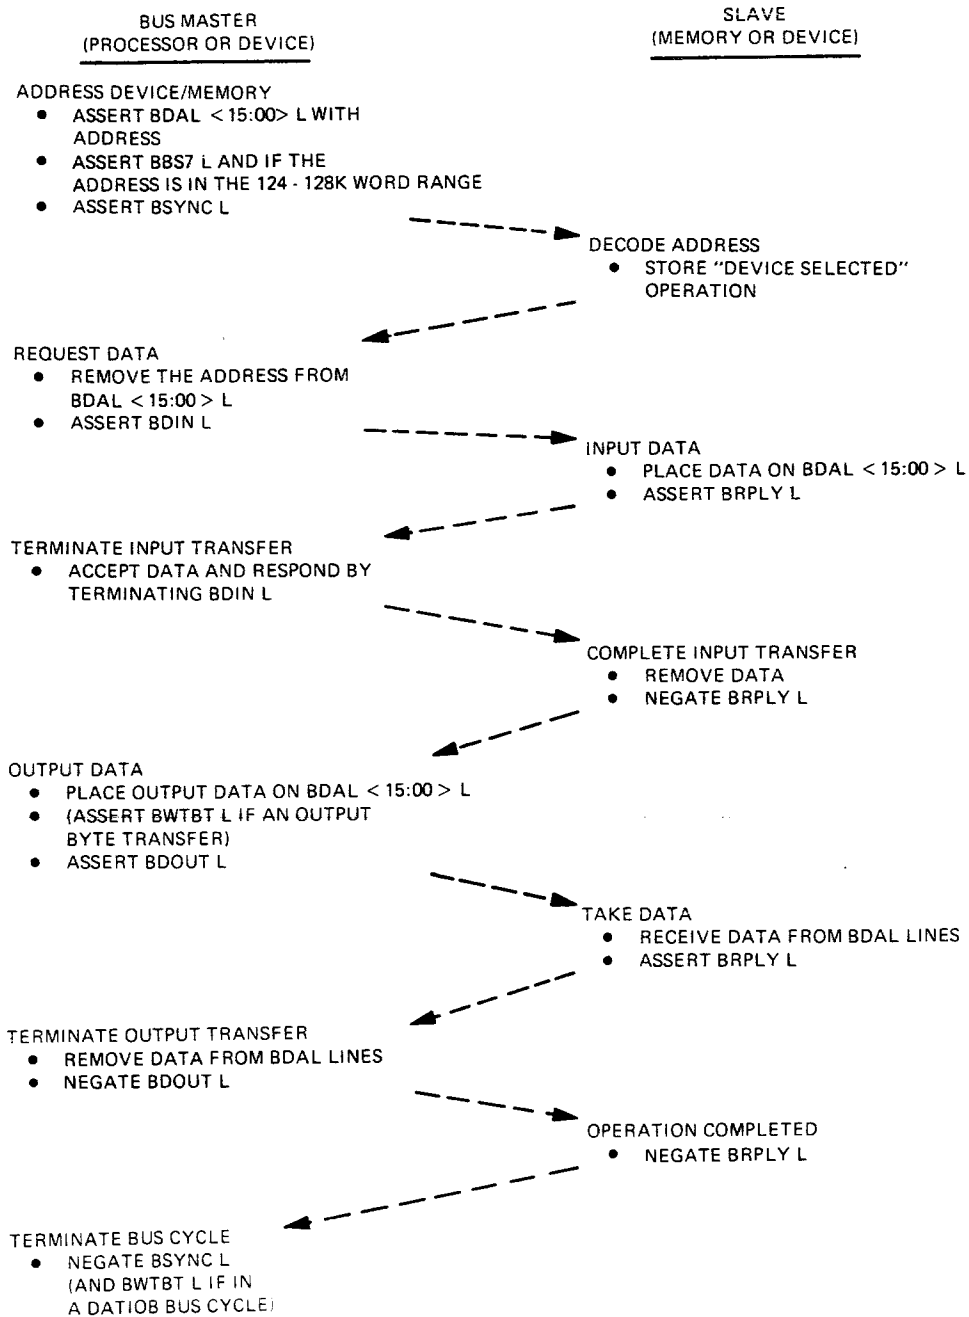 BUS MASTER
(PROCESSOR OR DEVICE)
SLAVE
(MEMORY OR DEVICE)
ADDRESS DEVICE/MEMORY
• ASSERT BDAL <15:00> L WITH
ADDRESS
• ASSERT BBS7 L AND IF THE
ADDRESS IS IN THE 124 - 128K WORD RANGE
• ASSERT BSYNC L
DECODE ADDRESS
• STORE "DEVICE SELECTED"
OPERATION
REQUEST DATA
• REMOVE THE ADDRESS FROM
BDAL <15:00> L
• ASSERT BDIN L
INPUT DATA
• PLACE DATA ON BDAL <15:00> L
• ASSERT BRPLY L
TERMINATE INPUT TRANSFER
• ACCEPT DATA AND RESPOND BY
TERMINATING BDIN L
COMPLETE INPUT TRANSFER
• REMOVE DATA
• NEGATE BRPLY L
OUTPUT DATA
• PLACE OUTPUT DATA ON BDAL <15:00> L
• (ASSERT BWTBT L IF AN OUTPUT
BYTE TRANSFER)
• ASSERT BDOUT L
TAKE DATA
• RECEIVE DATA FROM BDAL LINES
• ASSERT BRPLY L
TERMINATE OUTPUT TRANSFER
• REMOVE DATA FROM BDAL LINES
• NEGATE BDOUT L
OPERATION COMPLETED
• NEGATE BRPLY L
TERMINATE BUS CYCLE
• NEGATE BSYNC L
(AND BWTBT L IF IN
A DATIOB BUS CYCLE)